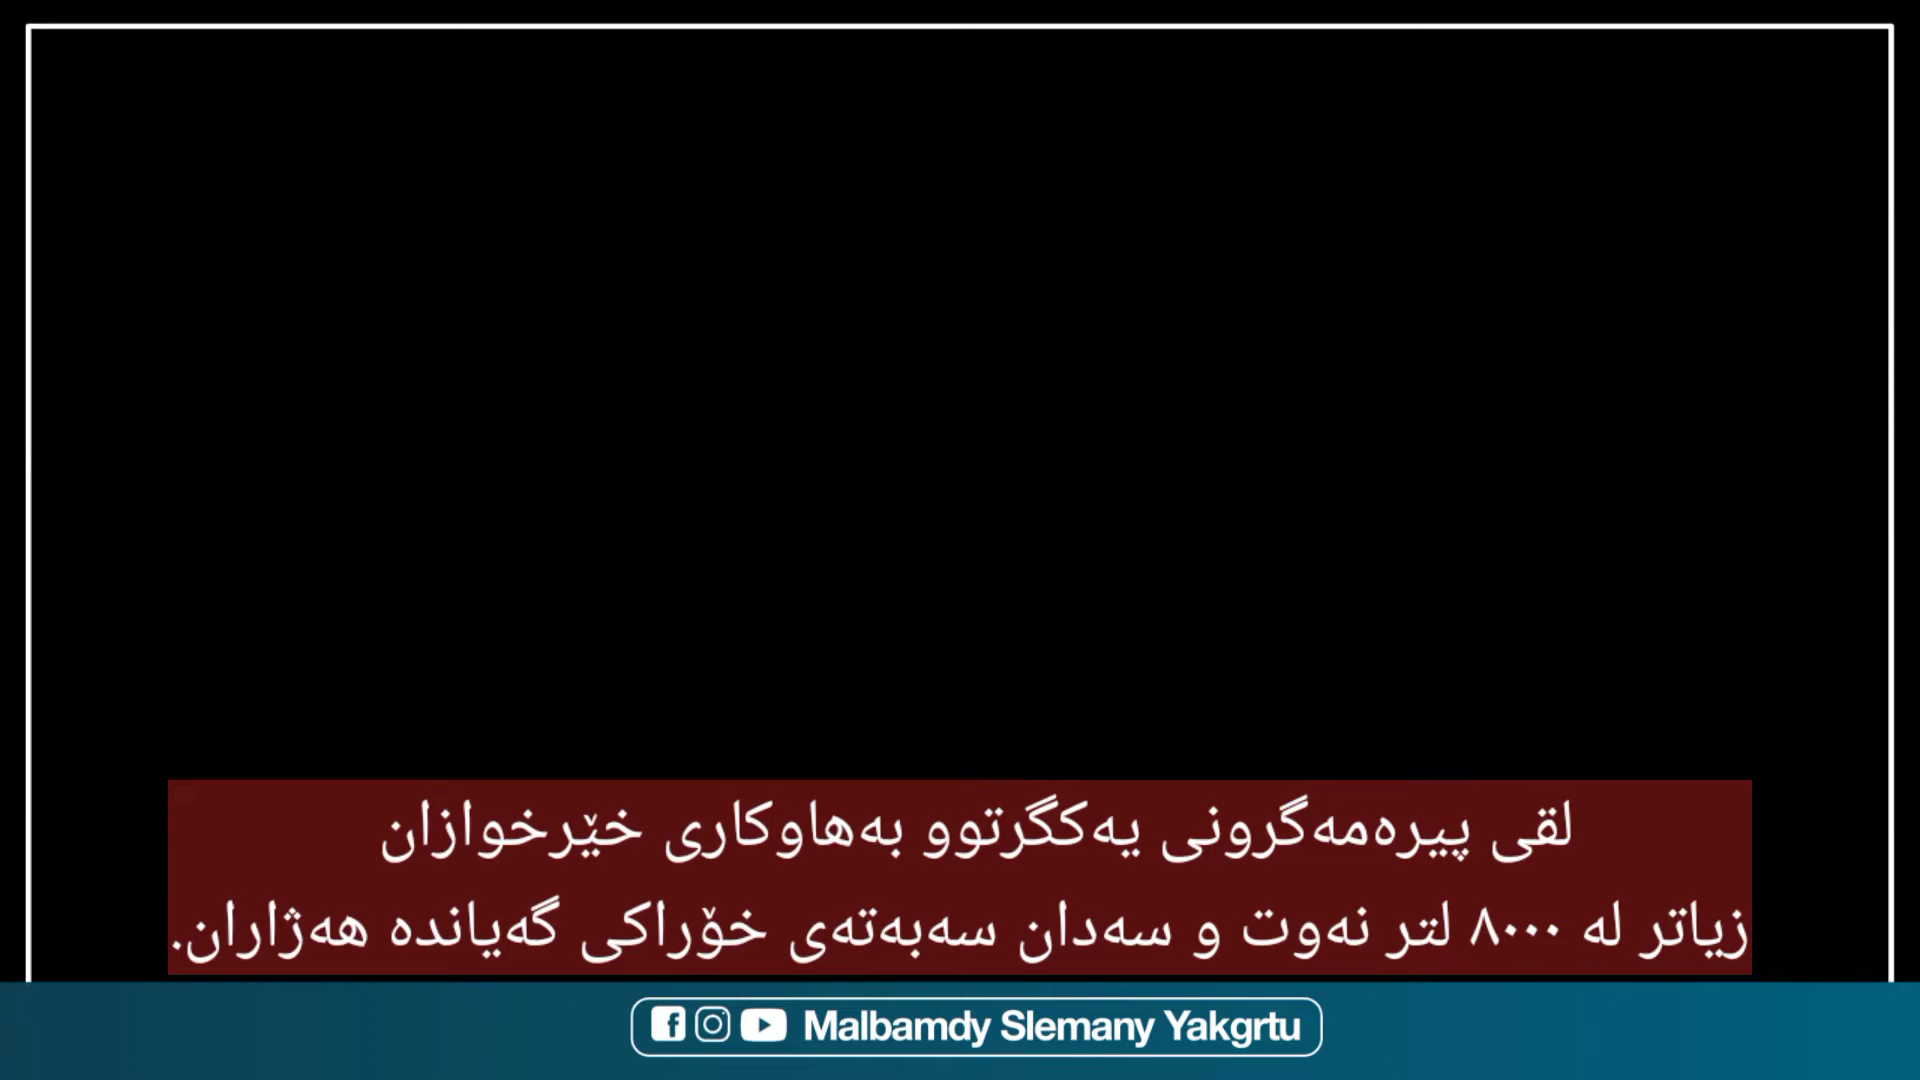 لقی پیرەمەگرونی یەکگرتوو بەهاوکاری خێرخوازان
زیاتر لە ٨٠٠٠ لتر نەوت و سەدان سەبەتەی خۆراکی گەیاندە هەژاران.
Malbamdy Slemany Yakgrtu